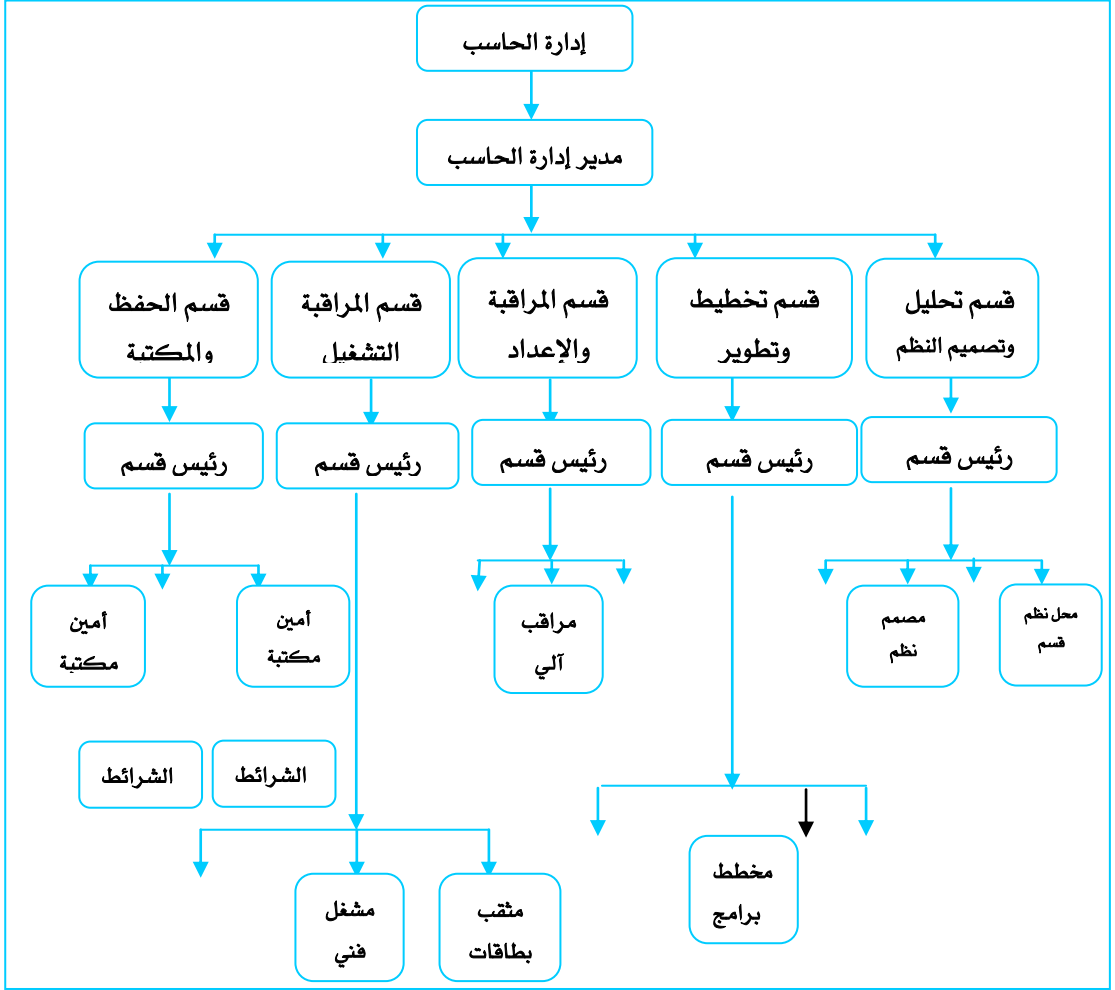 إدارة الحاسب
مدير إدارة الحاسب
قسم تحليل
وتصميم النظم
قسم تخطيط
وتطوير
قسم المراقبة
والإعداد
قسم المراقبة
التشغيل
قسم الحفظ
والمكتبة
رئيس قسم
رئيس قسم
رئيس قسم
رئيس قسم
رئيس قسم
محل نظم
قسم
مصمم
نظم
مراقب
آلي
أمين
مكتبة
أمين
مكتبة
الشرائط
الشرائط
مخطط
برامج
مثقب
بطاقات
مشغل
فني